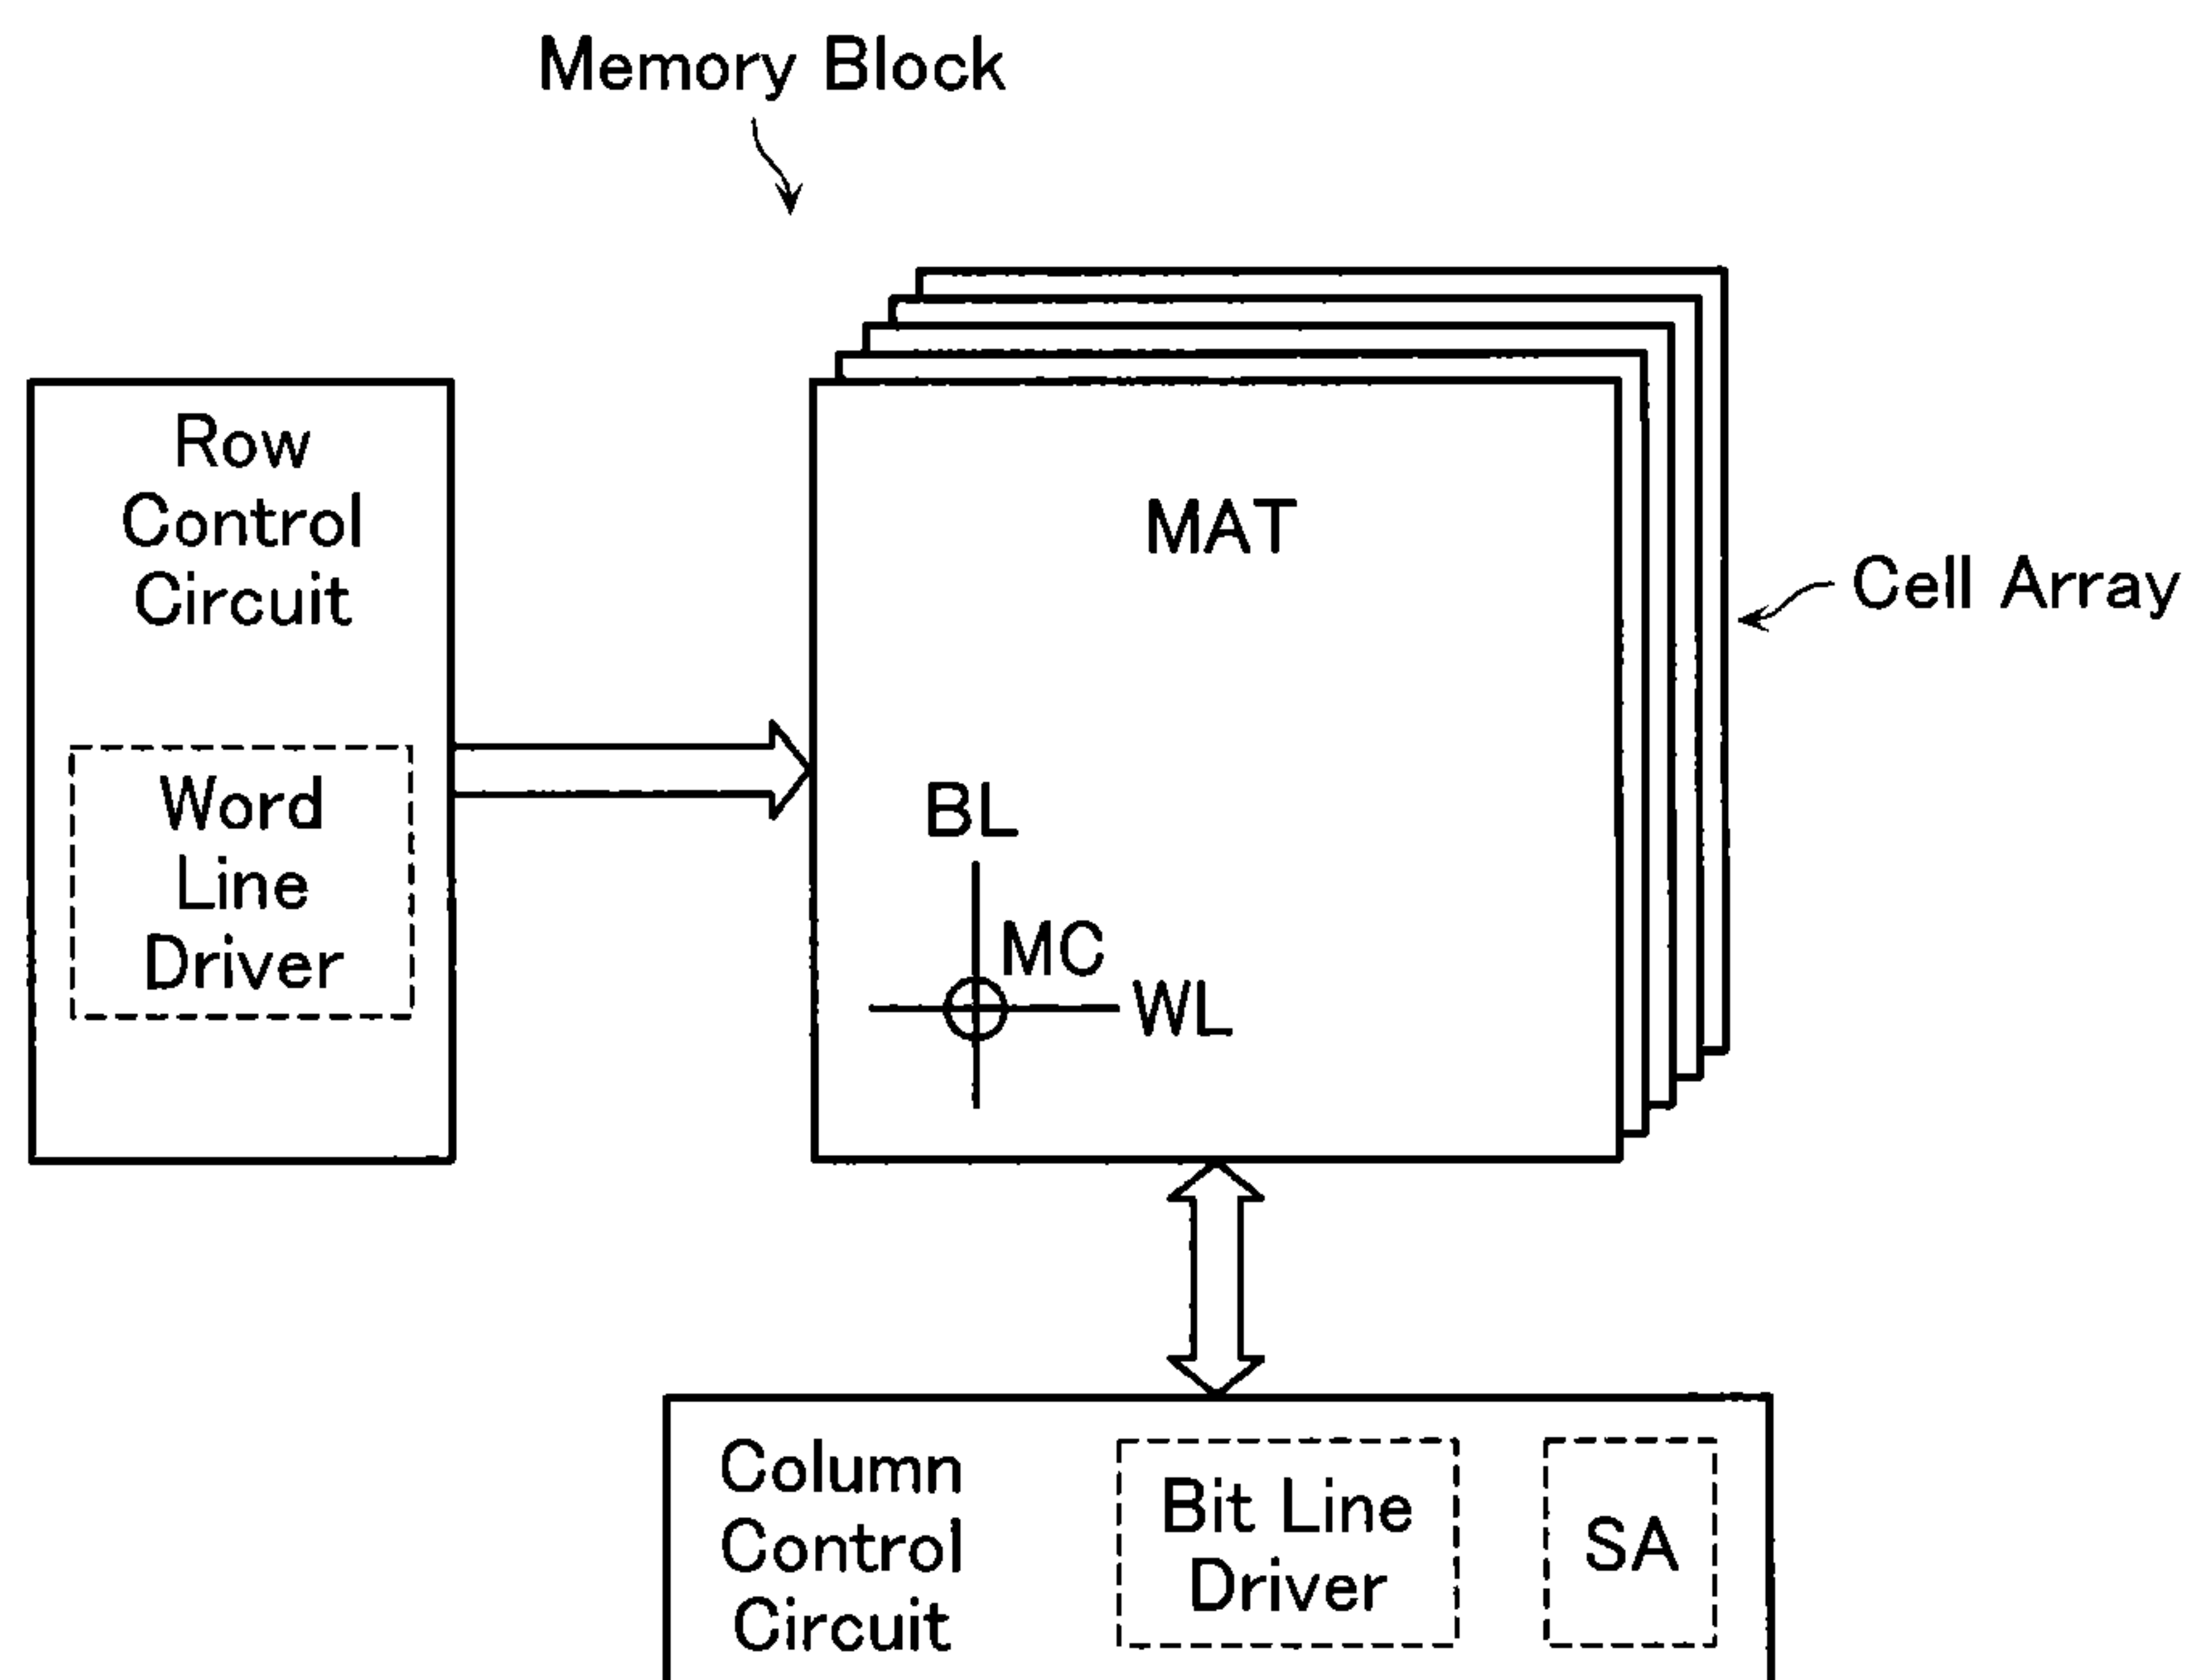 Memory Block
Row
Control
Circuit
MAT
Cell Array
Word
Line
Driver
BL
MC
WL
Column
Control
Circuit
Bit Line
Driver
SA